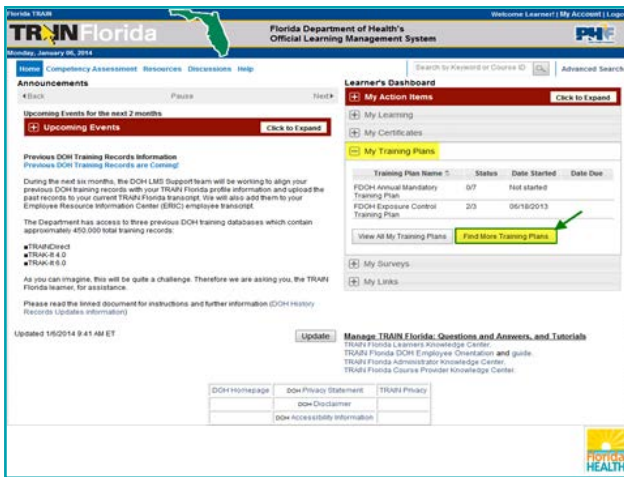 Florida TRAIN
Welcome Learner! | My Account | Logo
TRAIN Florida
Florida Department of Health's
Official Learning Management System
PHF
Monday, January 06, 2014
Home Competency Assessment Resources Discussions Help
Search by Keyword or Course ID
Advanced Search
Announcements
Back Pause Next
Upcoming Events for the next 2 months
Upcoming Events Click to Expand
Previous DOH Training Records Information
Previous DOH Training Records are Coming!
During the next six months, the DOH LMS Support team will be working to align your
previous DOH training records with your TRAIN Florida profile information and upload the
past records to your current TRAIN Florida transcript. We will also add them to your
Employee Resource Information Center (ERIC) employee transcript.
The Department has access to three previous DOH training databases which contain
approximately 450,000 total training records:
■TRAINDirect
■TRAK-It 4.0
■TRAK-It 6.0
As you can imagine, this will be quite a challenge. Therefore we are asking you, the TRAIN
Florida learner, for assistance.
Please read the linked document for instructions and further information (DOH History
Records Updates information)
Updated 1/6/2014 9:41 AM ET
Update
Learner's Dashboard
My Action Items Click to Expand
My Learning
My Certificates
My Training Plans
Training Plan Name Status Date Started Date Due
FDOH Annual Mandatory 0/7 Not started
Training Plan
FDOH Exposure Control 2/3 06/18/2013
Training Plan
View All My Training Plans Find More Training Plans
My Surveys
My Links
Manage TRAIN Florida: Questions and Answers, and Tutorials
TRAIN Florida Learners Knowledge Center.
TRAIN Florida DOH Employee Orientation and guide.
TRAIN Florida Administrator Knowledge Center.
TRAIN Florida Course Provider Knowledge Center.
DOH Homepage DOH Privacy Statement TRAIN Privacy
DOH Disclaimer
DOH Accessibility Information
Florida
HEALTH